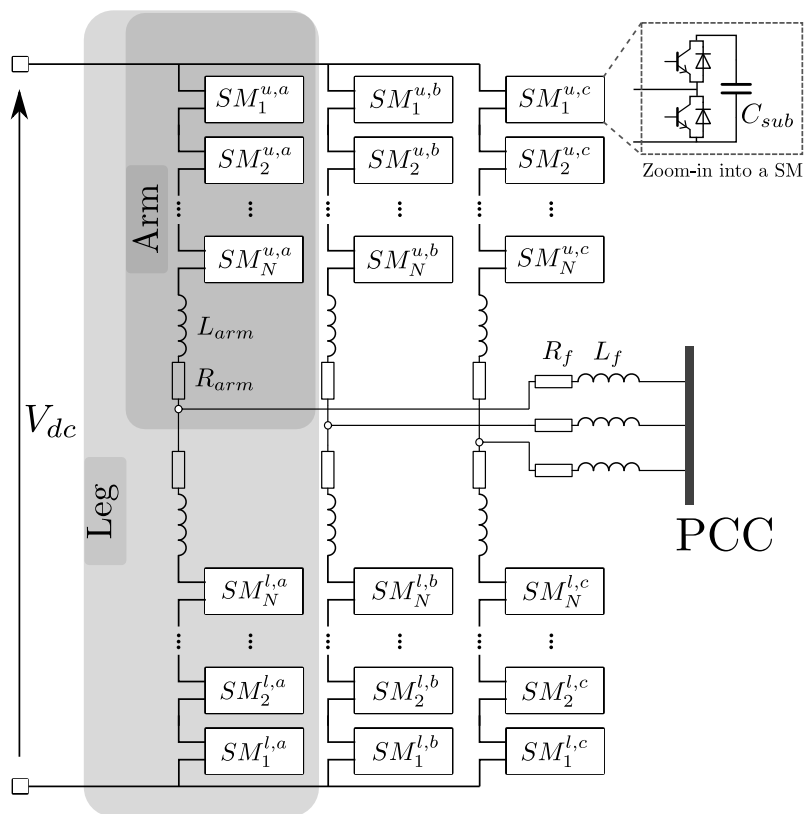 SM_1^{u,a} SM_1^{u,b} SM_1^{u,c} C_{sub}
SM_2^{u,a} SM_2^{u,b} SM_2^{u,c} Zoom-in into a SM
Arm
SM_N^{u,a} SM_N^{u,b} SM_N^{u,c}
L_{arm}
R_{arm} R_f L_f
V_{dc}
Leg
PCC
SM_N^{l,a} SM_N^{l,b} SM_N^{l,c}
SM_2^{l,a} SM_2^{l,b} SM_2^{l,c}
SM_1^{l,a} SM_1^{l,b} SM_1^{l,c}